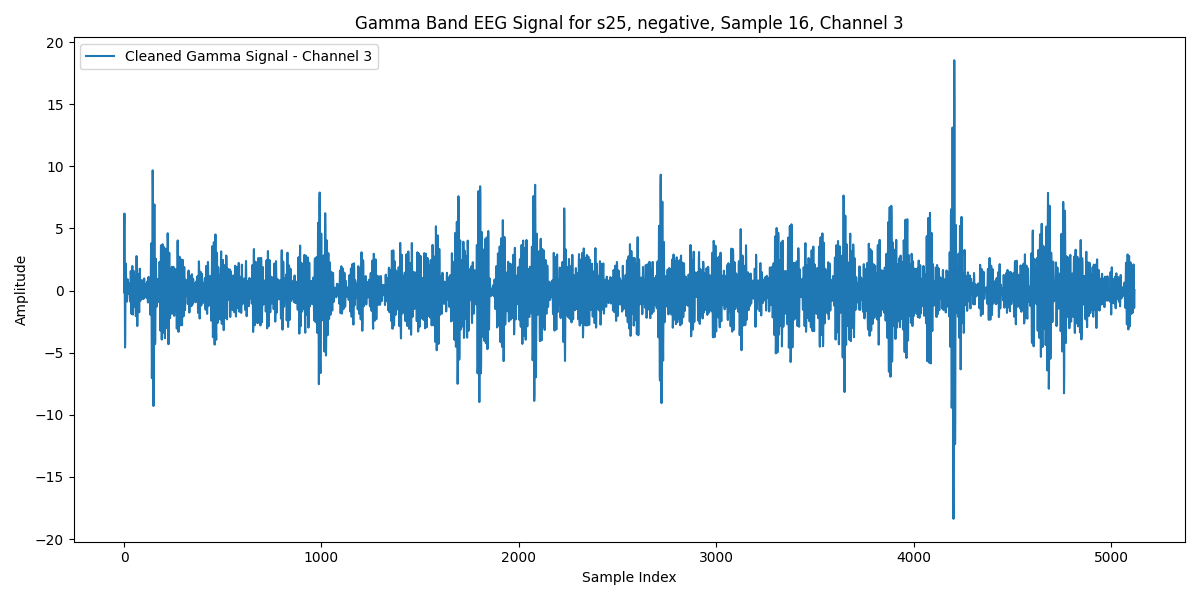 Gamma Band EEG Signal for s25, negative, Sample 16, Channel 3
Cleaned Gamma Signal - Channel 3
20
15
10
5
0
−5
−10
−15
−20
Amplitude
0 1000 2000 3000 4000 5000
Sample Index